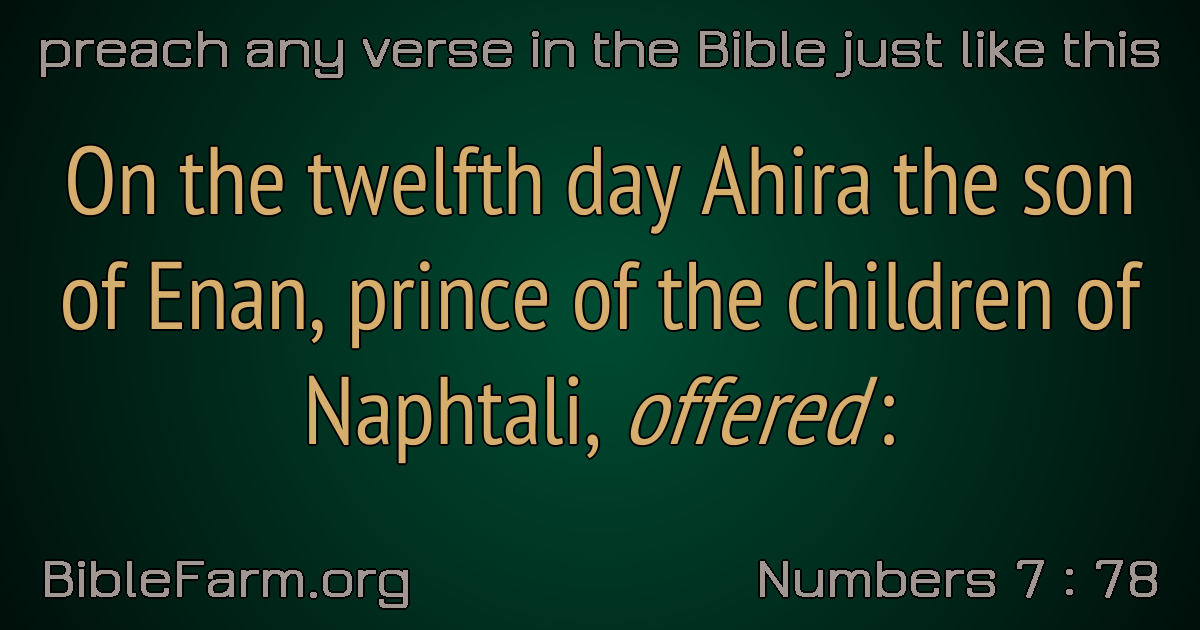 preach any verse in the Bible just like this
On the twelfth day Ahira the son
of Enan, prince of the children of
Naphtali, offered :
BibleFarm.org
Numbers 7 : 78